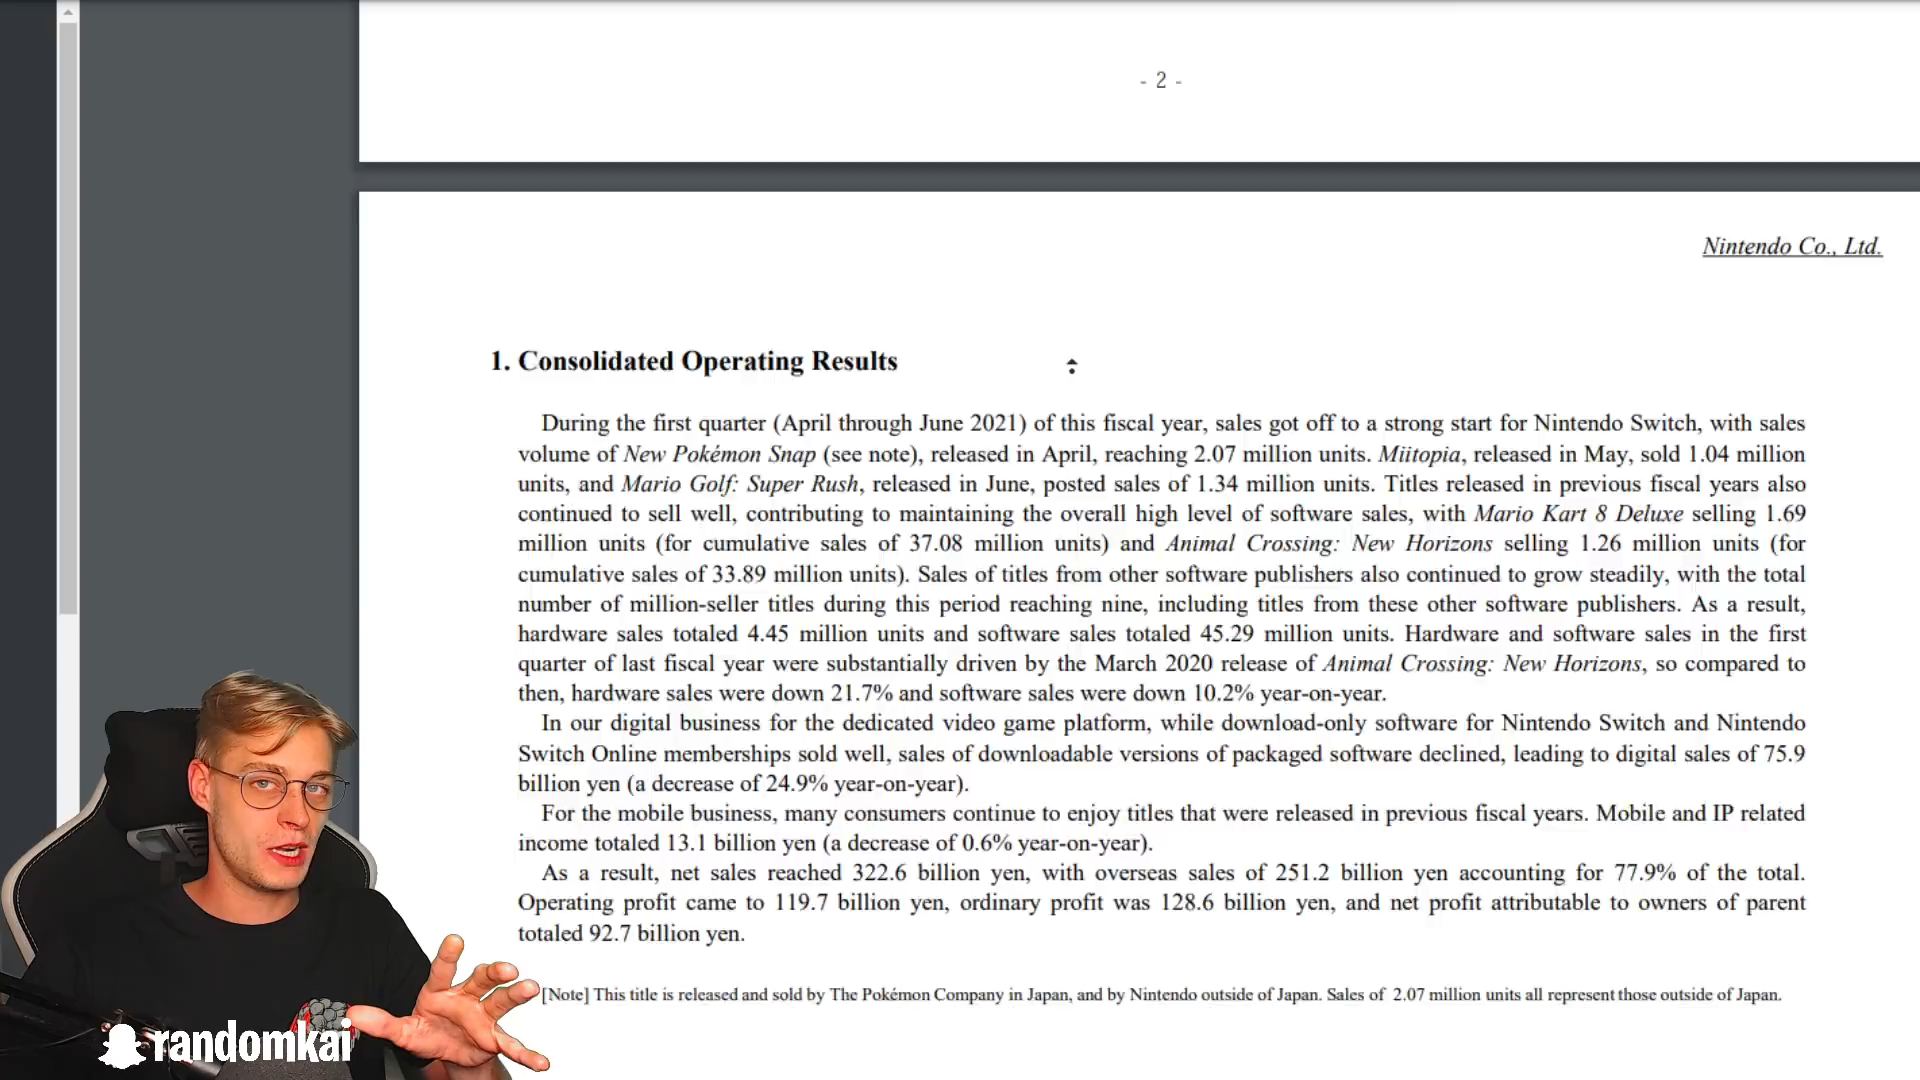 - 2 -
Nintendo Co., Ltd.
1. Consolidated Operating Results
During the first quarter (April through June 2021) of this fiscal year, sales got off to a strong start for Nintendo Switch, with sales
volume of New Pokémon Snap (see note), released in April, reaching 2.07 million units. Miitopia, released in May, sold 1.04 million
units, and Mario Golf: Super Rush, released in June, posted sales of 1.34 million units. Titles released in previous fiscal years also
continued to sell well, contributing to maintaining the overall high level of software sales, with Mario Kart 8 Deluxe selling 1.69
million units (for cumulative sales of 37.08 million units) and Animal Crossing: New Horizons selling 1.26 million units (for
cumulative sales of 33.89 million units). Sales of titles from other software publishers also continued to grow steadily, with the total
number of million-seller titles during this period reaching nine, including titles from these other software publishers. As a result,
hardware sales totaled 4.45 million units and software sales totaled 45.29 million units. Hardware and software sales in the first
quarter of last fiscal year were substantially driven by the March 2020 release of Animal Crossing: New Horizons, so compared to
then, hardware sales were down 21.7% and software sales were down 10.2% year-on-year.
In our digital business for the dedicated video game platform, while download-only software for Nintendo Switch and Nintendo
Switch Online memberships sold well, sales of downloadable versions of packaged software declined, leading to digital sales of 75.9
billion yen (a decrease of 24.9% year-on-year).
For the mobile business, many consumers continue to enjoy titles that were released in previous fiscal years. Mobile and IP related
income totaled 13.1 billion yen (a decrease of 0.6% year-on-year).
As a result, net sales reached 322.6 billion yen, with overseas sales of 251.2 billion yen accounting for 77.9% of the total.
Operating profit came to 119.7 billion yen, ordinary profit was 128.6 billion yen, and net profit attributable to owners of parent
totaled 92.7 billion yen.
[Note] This title is released and sold by The Pokémon Company in Japan, and by Nintendo outside of Japan. Sales of 2.07 million units all represent those outside of Japan.
randomkai